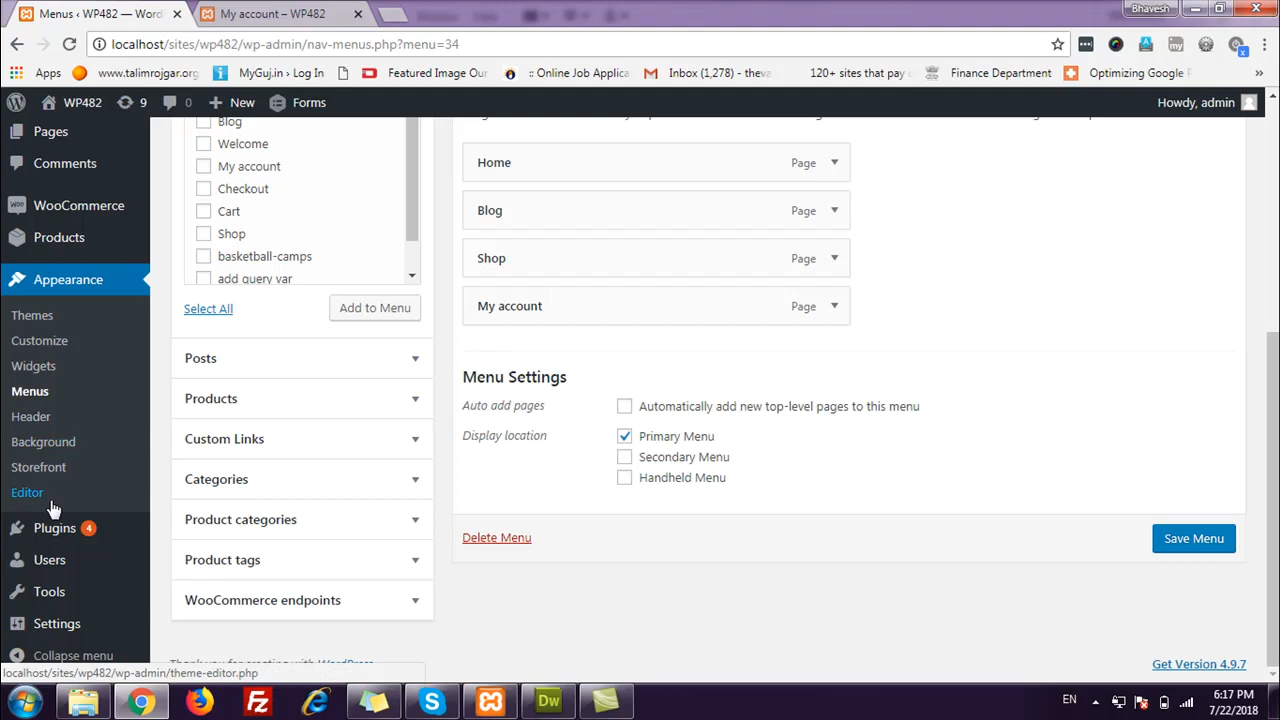 Menus ‹ WP482 — Word
My account – WP482
Bhavesh
localhost/sites/wp482/wp-admin/nav-menus.php?menu=34
Apps
www.talimrojgar.org
MyGuj.in › Log In
Featured Image Our
:: Online Job Applica
Inbox (1,278) - theva
120+ sites that pay
Finance Department
Optimizing Google F
»
WP482
9
0
New
Forms
Howdy, admin
Pages
Comments
WooCommerce
Products
Appearance
Themes
Customize
Widgets
Menus
Header
Background
Storefront
Editor
Plugins 4
Users
Tools
Settings
Collapse menu
Blog
Welcome
My account
Checkout
Cart
Shop
basketball-camps
add query var
Select All
Add to Menu
Posts
Products
Custom Links
Categories
Product categories
Product tags
WooCommerce endpoints
Home Page
Blog Page
Shop Page
My account Page
Menu Settings
Auto add pages
Automatically add new top-level pages to this menu
Display location
Primary Menu
Secondary Menu
Handheld Menu
Delete Menu
Save Menu
Thank you for creating with WordPress
Get Version 4.9.7
localhost/sites/wp482/wp-admin/theme-editor.php
EN
6:17 PM
7/22/2018